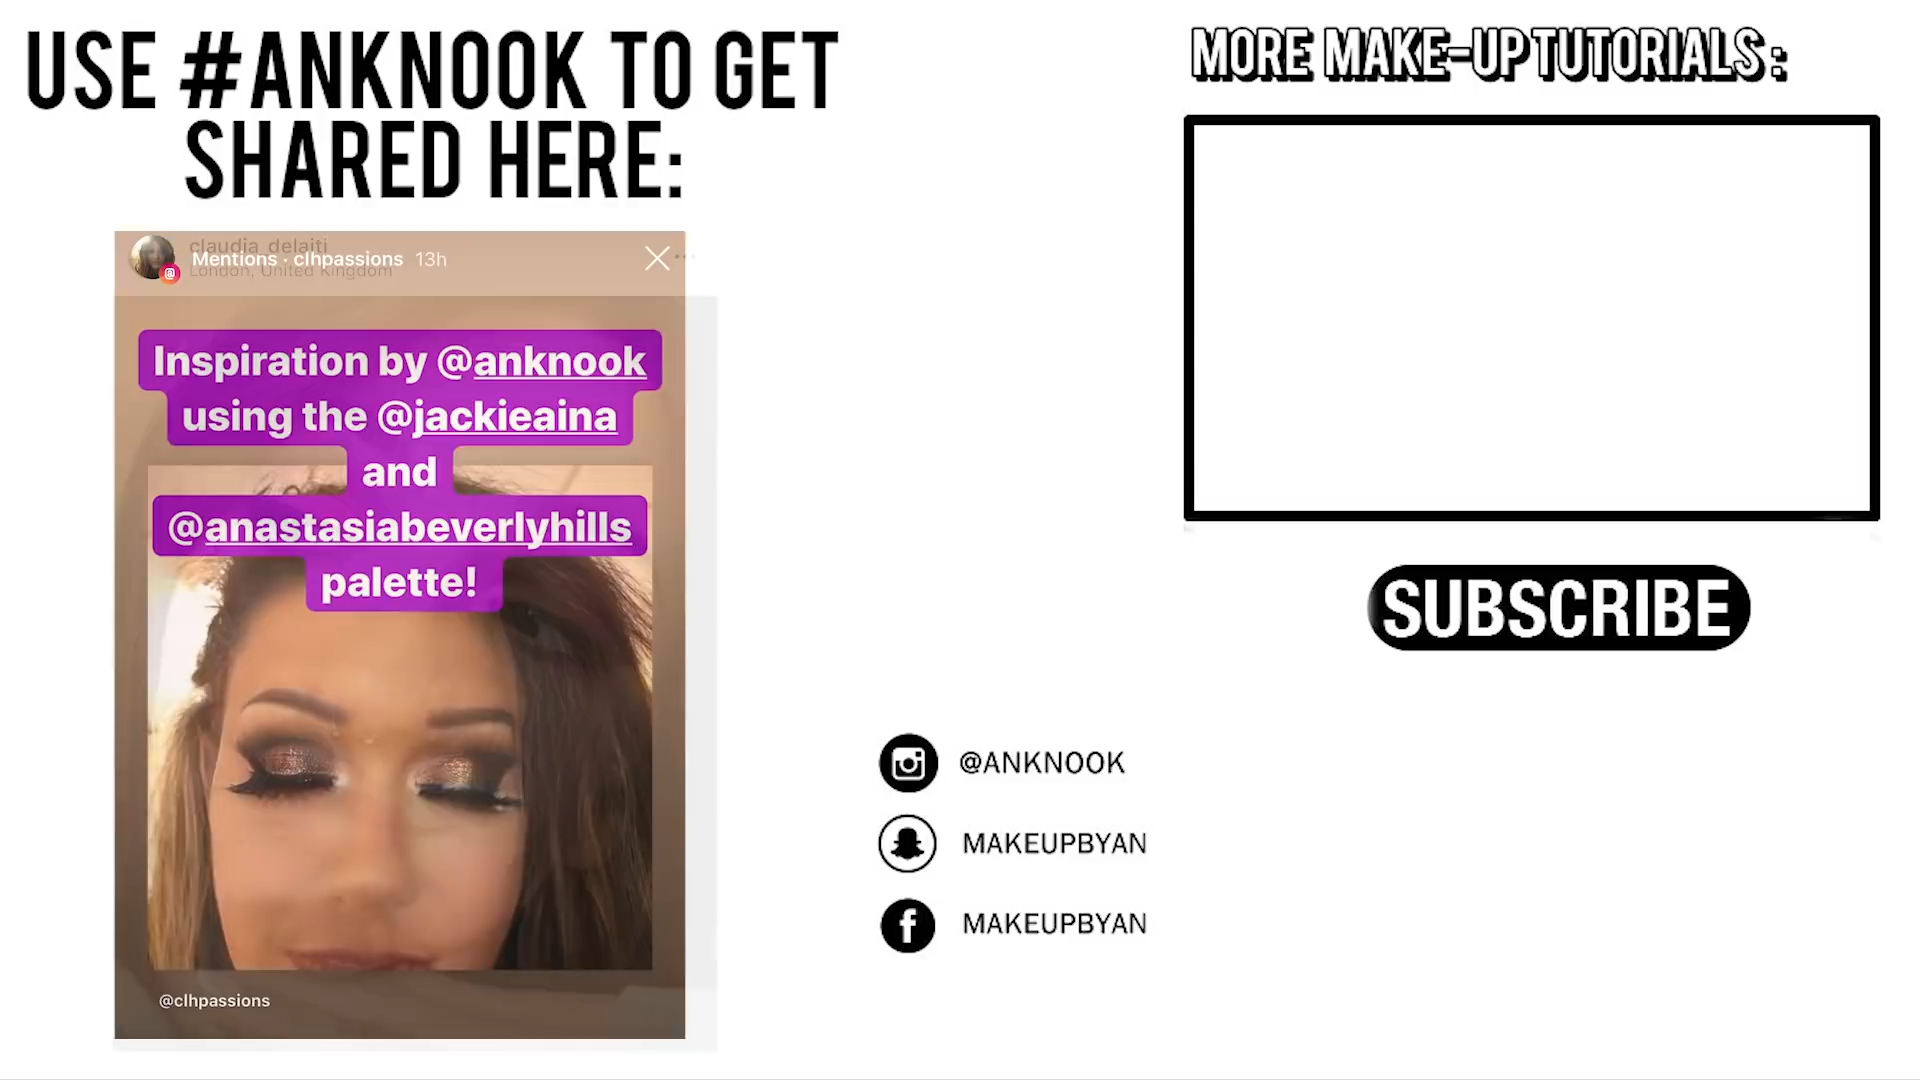 USE #ANKNOOK TO GET
SHARED HERE:
MORE MAKE-UP TUTORIALS:
claudia_delaiti
Mentions · clhpassions 13h
London, United Kingdom
Inspiration by @anknook
using the @jackieaina
and
@anastasiabeverlyhills
palette!
@clhpassions
SUBSCRIBE
@ANKNOOK
MAKEUPBYAN
MAKEUPBYAN